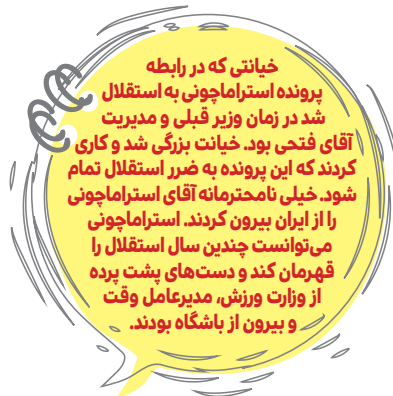 خیانتی که در رابطه
پرونده استراماچونی به استقلال
شد در زمان وزیر قبلی و مدیریت
آقای فتحی بود. خیانت بزرگی شد و کاری
کردند که این پرونده به ضرر استقلال تمام
شود. خیلی نامحترمانه آقای استراماچونی
را از ایران بیرون کردند. استراماچونی
می‌توانست چندین سال استقلال را
قهرمان کند و دست‌های پشت پرده
از وزارت ورزش، مدیرعامل وقت
و بیرون از باشگاه بودند.